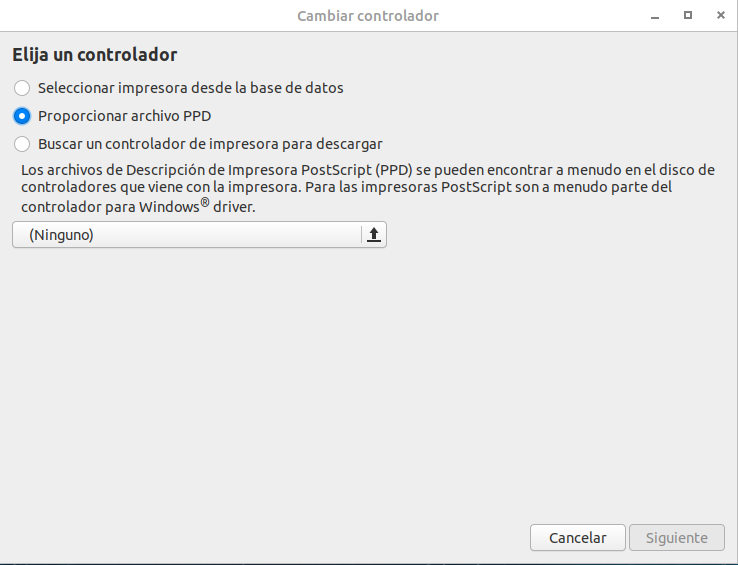 Cambiar controlador
Elija un controlador
Seleccionar impresora desde la base de datos
Proporcionar archivo PPD
Buscar un controlador de impresora para descargar
Los archivos de Descripción de Impresora PostScript (PPD) se pueden encontrar a menudo en el disco de
controladores que viene con la impresora. Para las impresoras PostScript son a menudo parte del
controlador para Windows® driver.
(Ninguno)
Cancelar
Siguiente